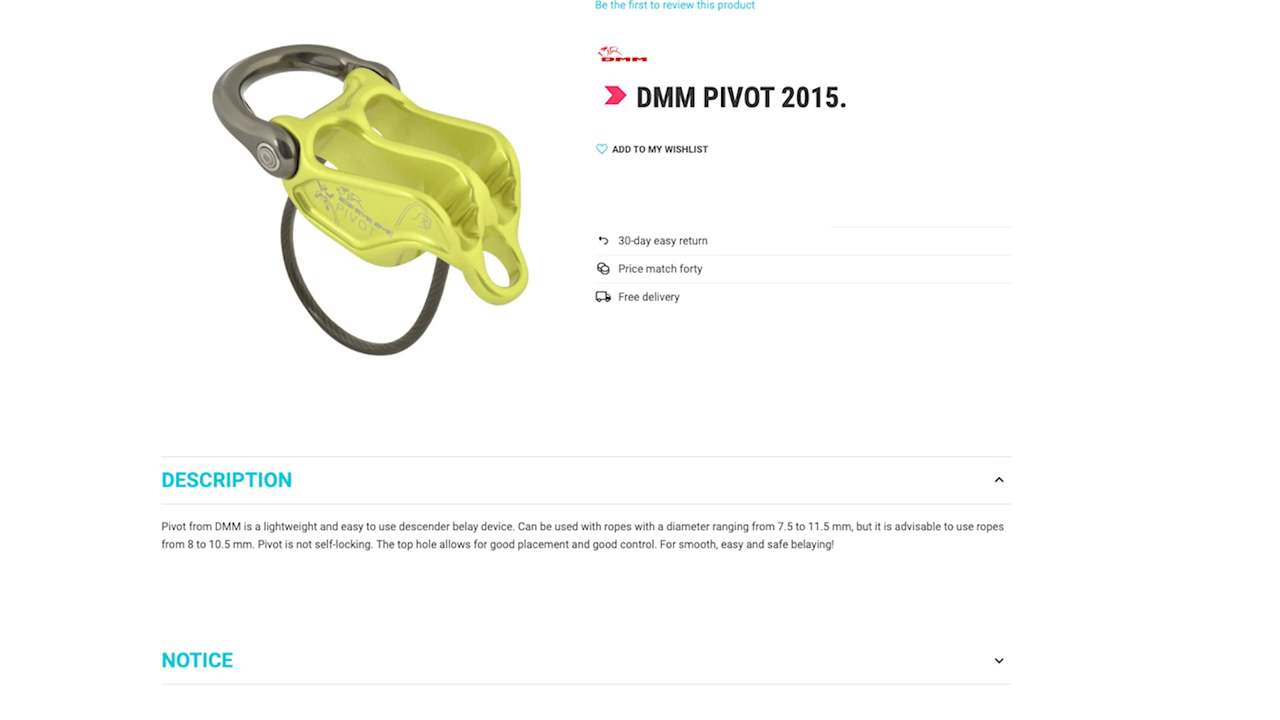 Be the first to review this product
DMM
DMM PIVOT 2015.
ADD TO MY WISHLIST
30-day easy return
Price match forty
Free delivery
PIVOT
DESCRIPTION
Pivot from DMM is a lightweight and easy to use descender belay device. Can be used with ropes with a diameter ranging from 7.5 to 11.5 mm, but it is advisable to use ropes
from 8 to 10.5 mm. Pivot is not self-locking. The top hole allows for good placement and good control. For smooth, easy and safe belaying!
NOTICE